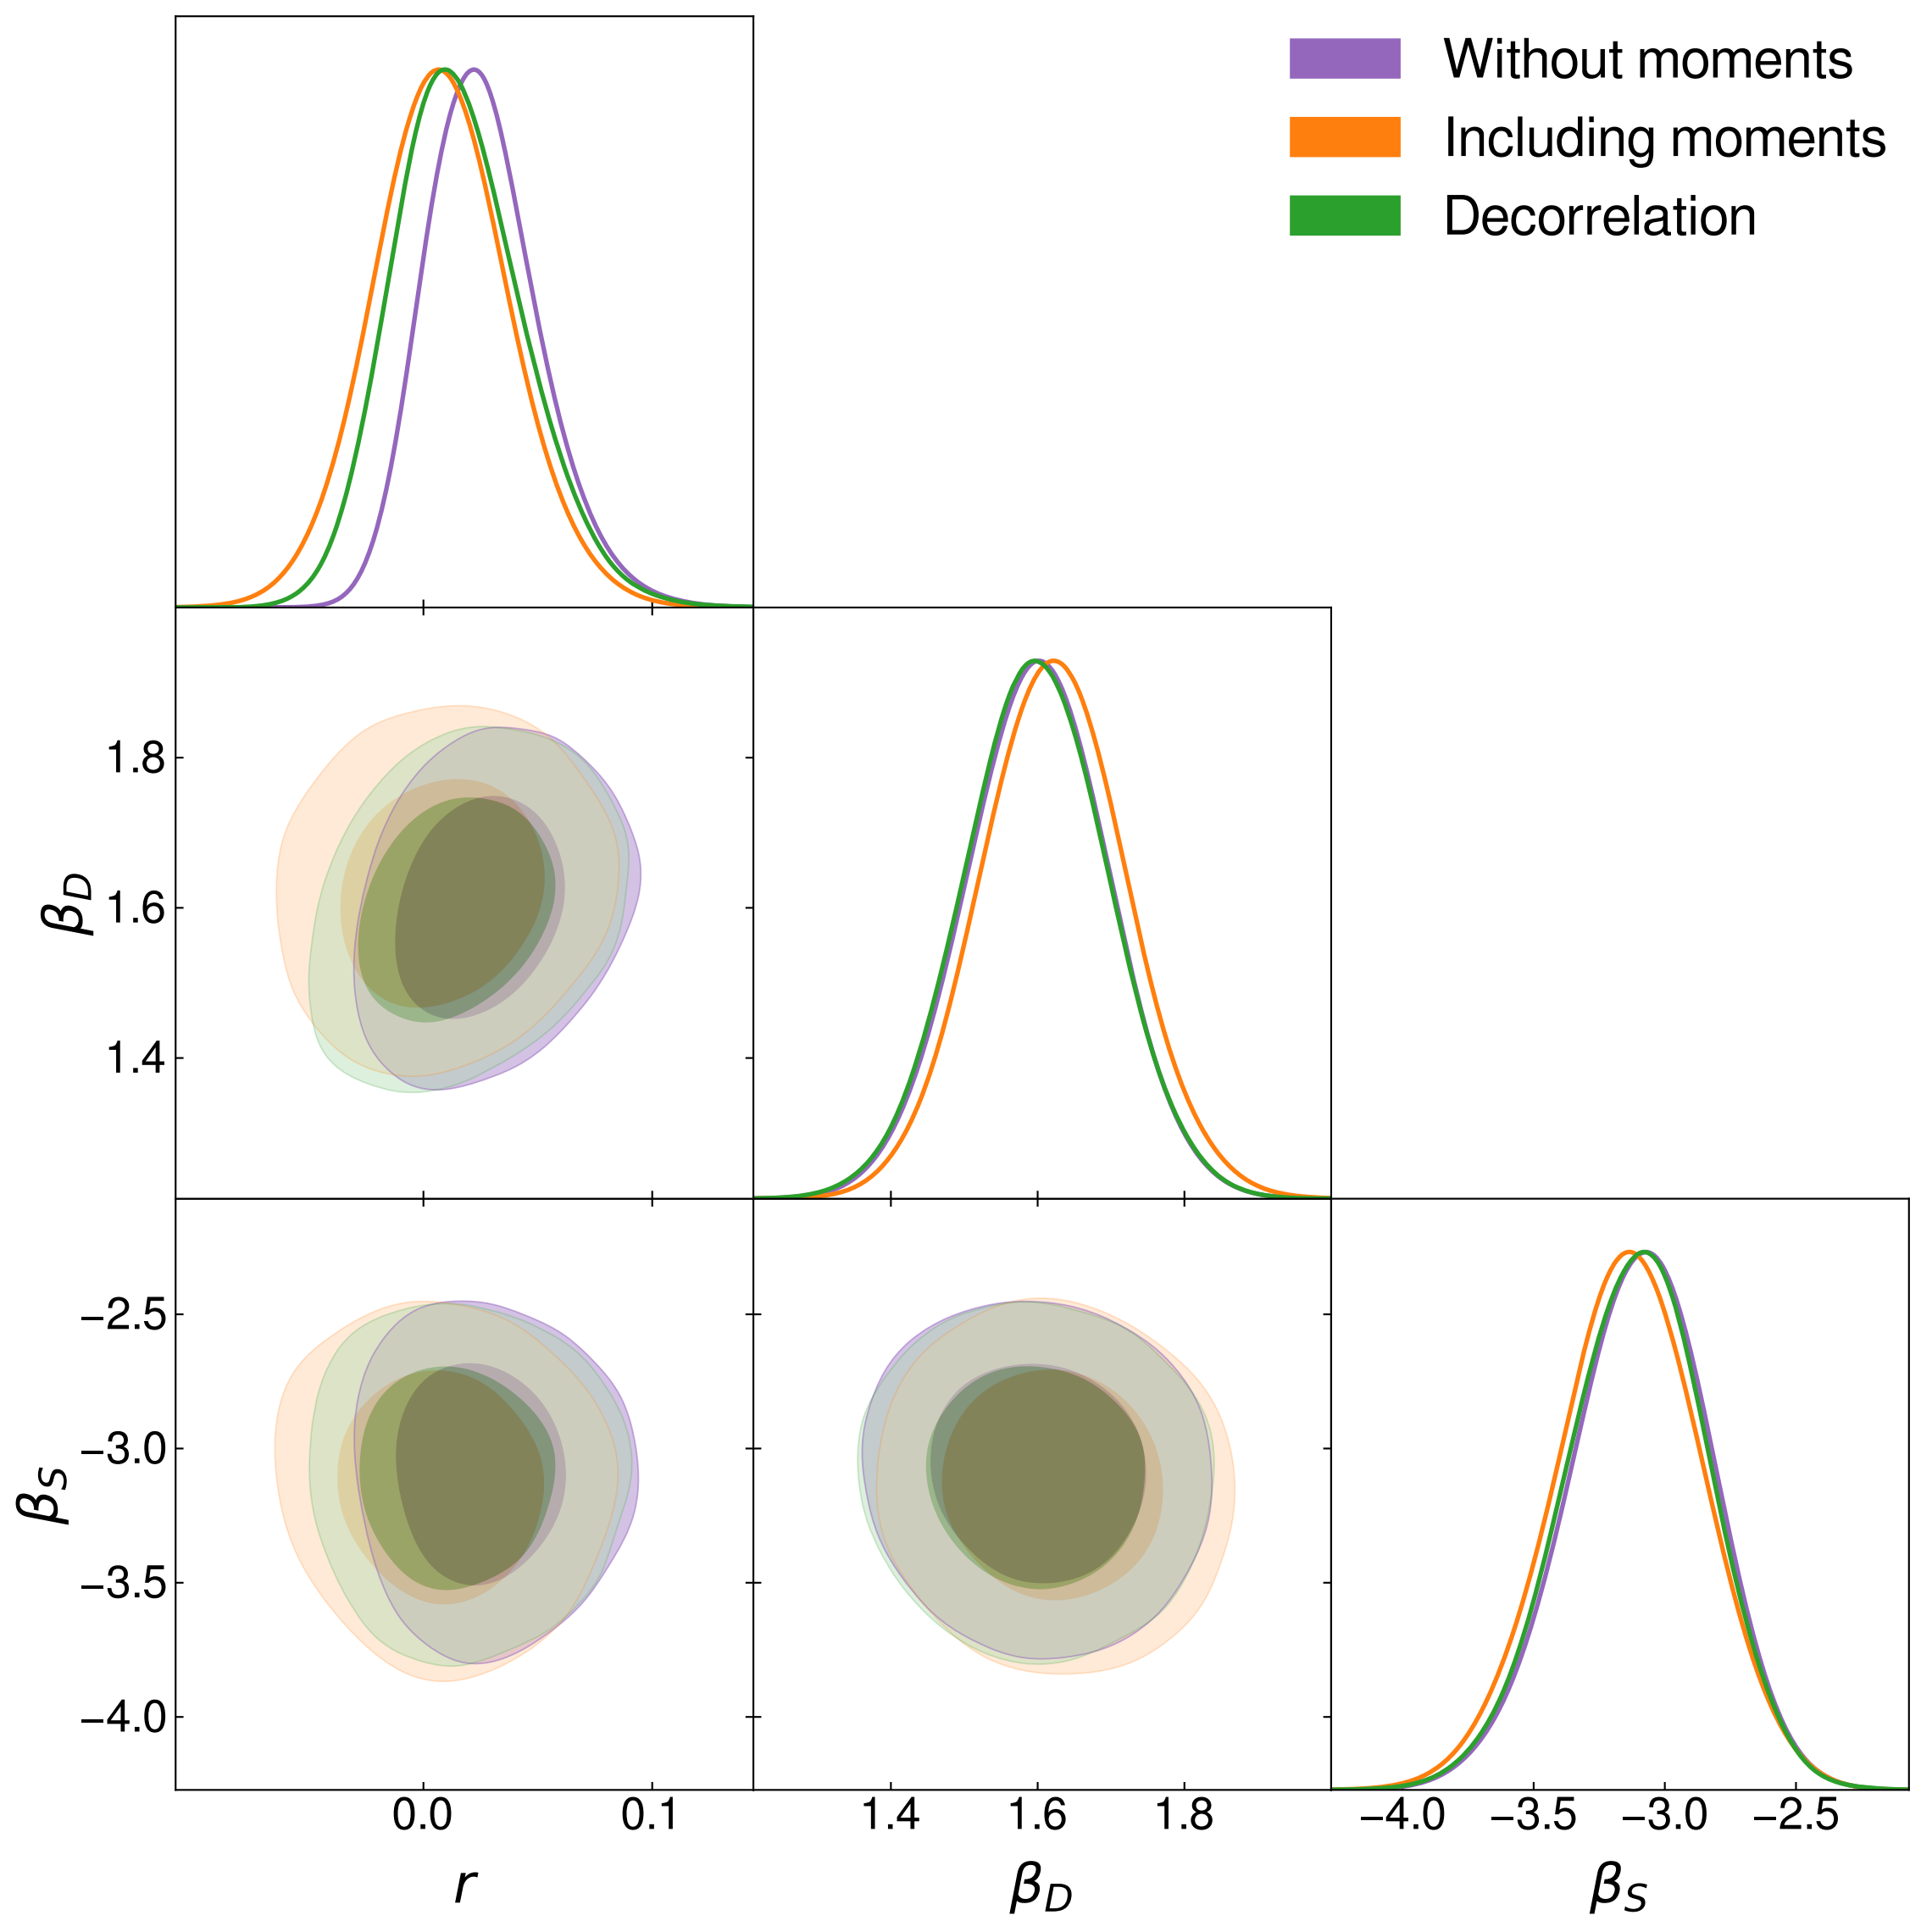 Without moments
Including moments
Decorrelation
1.8
1.6
1.4
β_D
−2.5
−3.0
−3.5
−4.0
β_S
0.0 0.1
1.4 1.6 1.8
−4.0 −3.5 −3.0 −2.5
r
β_D
β_S